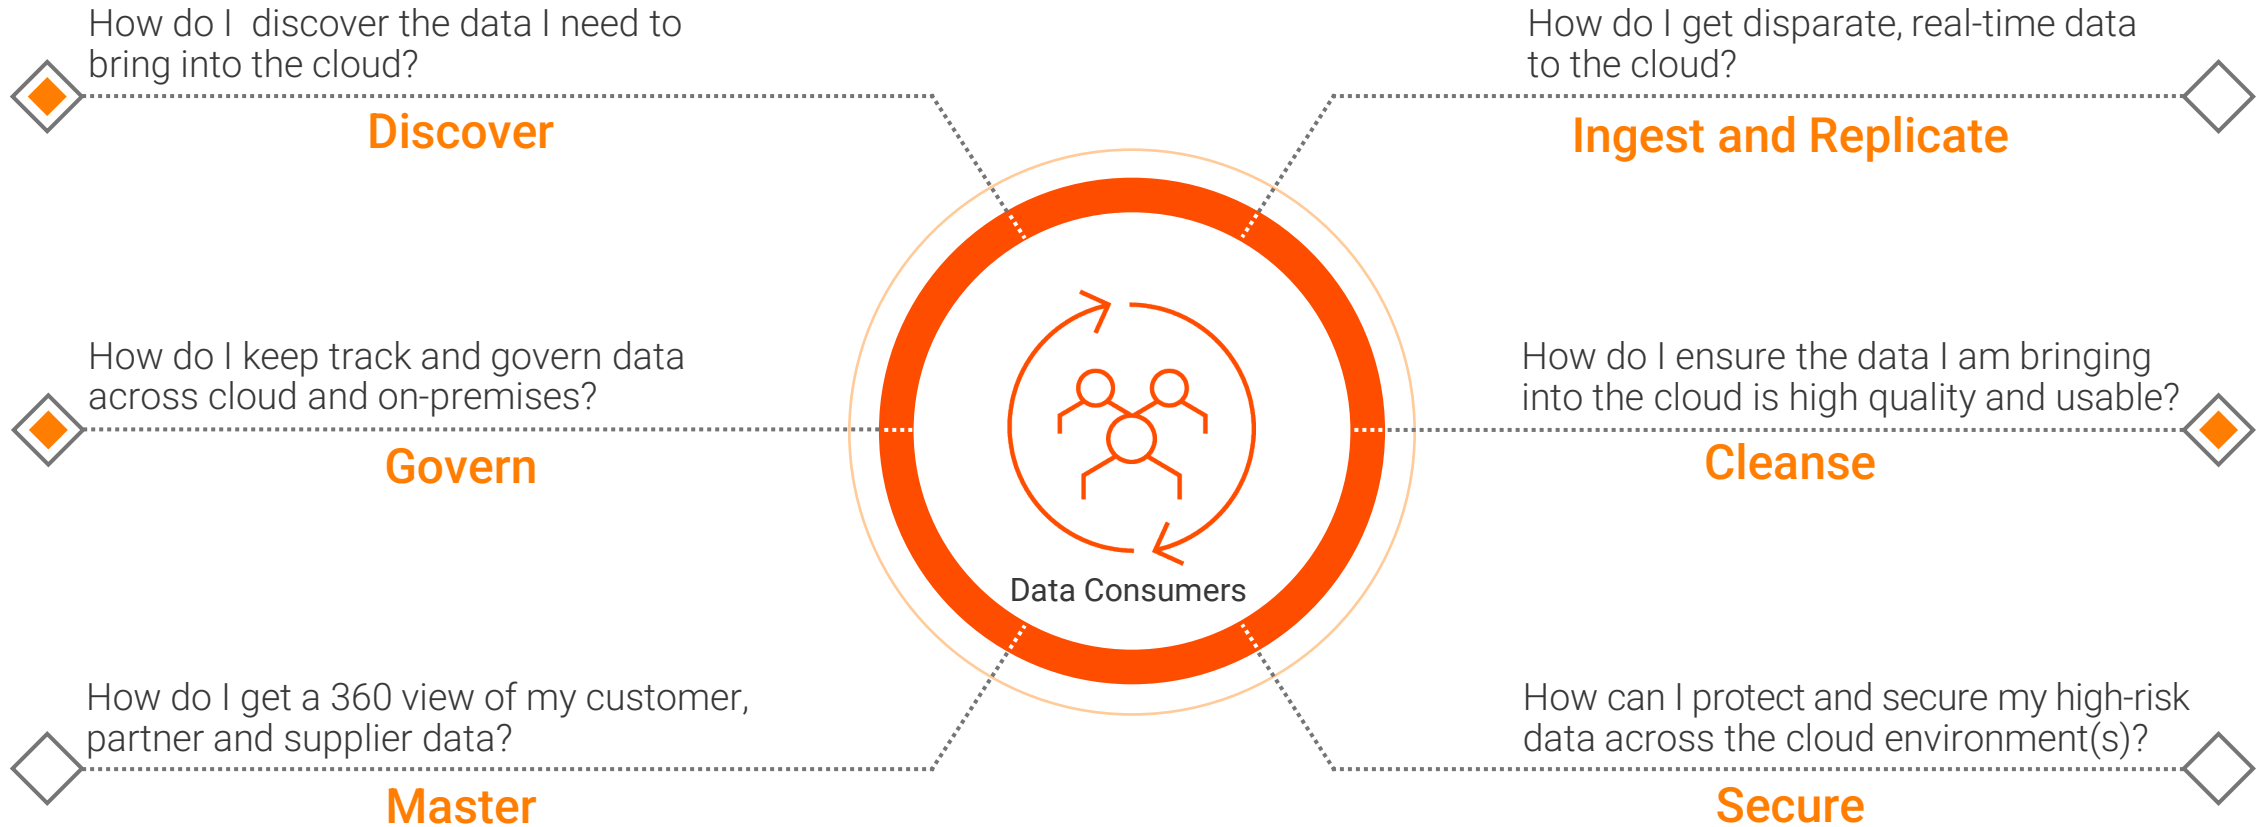 How do I  discover the data I need to
bring into the cloud?
Discover
How do I get disparate, real-time data
to the cloud?
Ingest and Replicate
How do I keep track and govern data
across cloud and on-premises?
Govern
How do I ensure the data I am bringing
into the cloud is high quality and usable?
Cleanse
Data Consumers
How do I get a 360 view of my customer,
partner and supplier data?
Master
How can I protect and secure my high-risk
data across the cloud environment(s)?
Secure